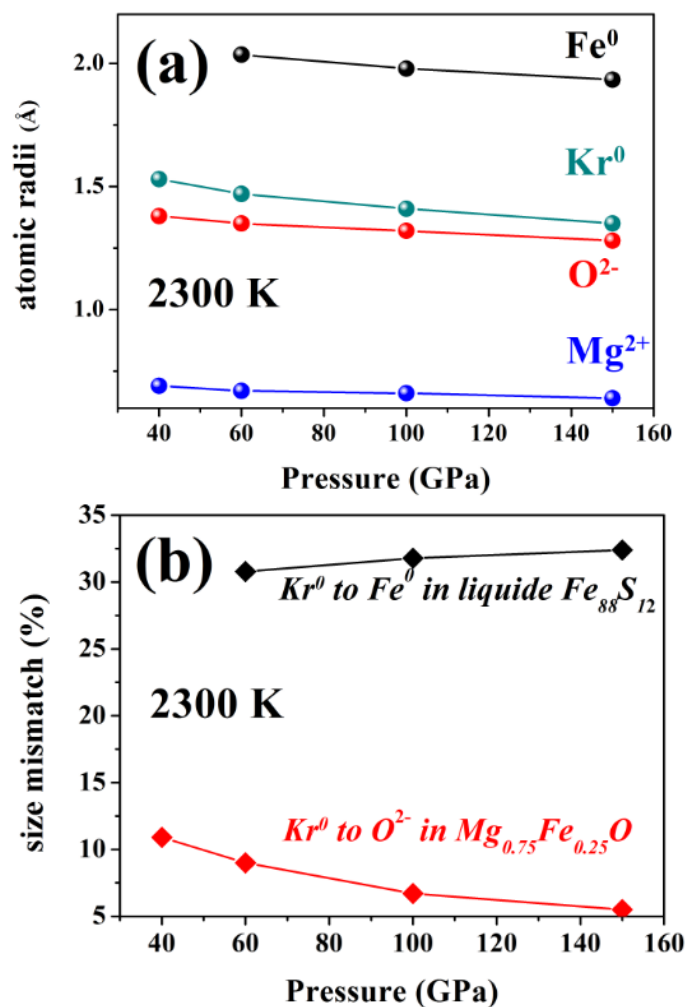 (a)
Fe⁰
Kr⁰
O²⁻
Mg²⁺
2300 K
atomic radii (Å)
2.0
1.5
1.0
40 60 80 100 120 140 160
Pressure (GPa)
(b)
Kr⁰ to Fe⁰ in liquide Fe₈₈S₁₂
2300 K
Kr⁰ to O²⁻ in Mg₀.₇₅Fe₀.₂₅O
size mismatch (%)
35
30
25
20
15
10
5
40 60 80 100 120 140 160
Pressure (GPa)